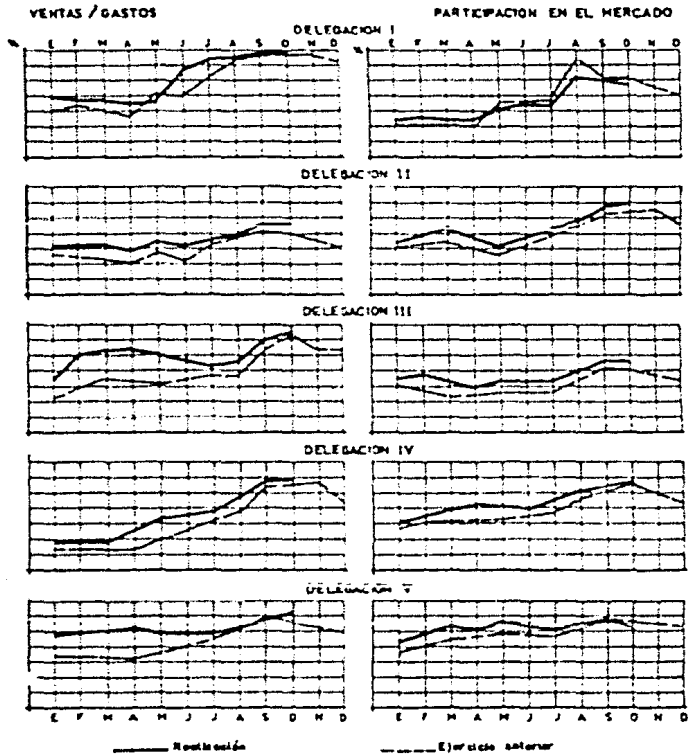 VENTAS / GASTOS
PARTICIPACION EN EL MERCADO
DELEGACION I
% E F M A M J J A S O N D
% E F M A M J J A S O N D
DELEGACION II
DELEGACION III
DELEGACION IV
DELEGACION V
E F M A M J J A S O N D
E F M A M J J A S O N D
Realización
Ejercicio anterior